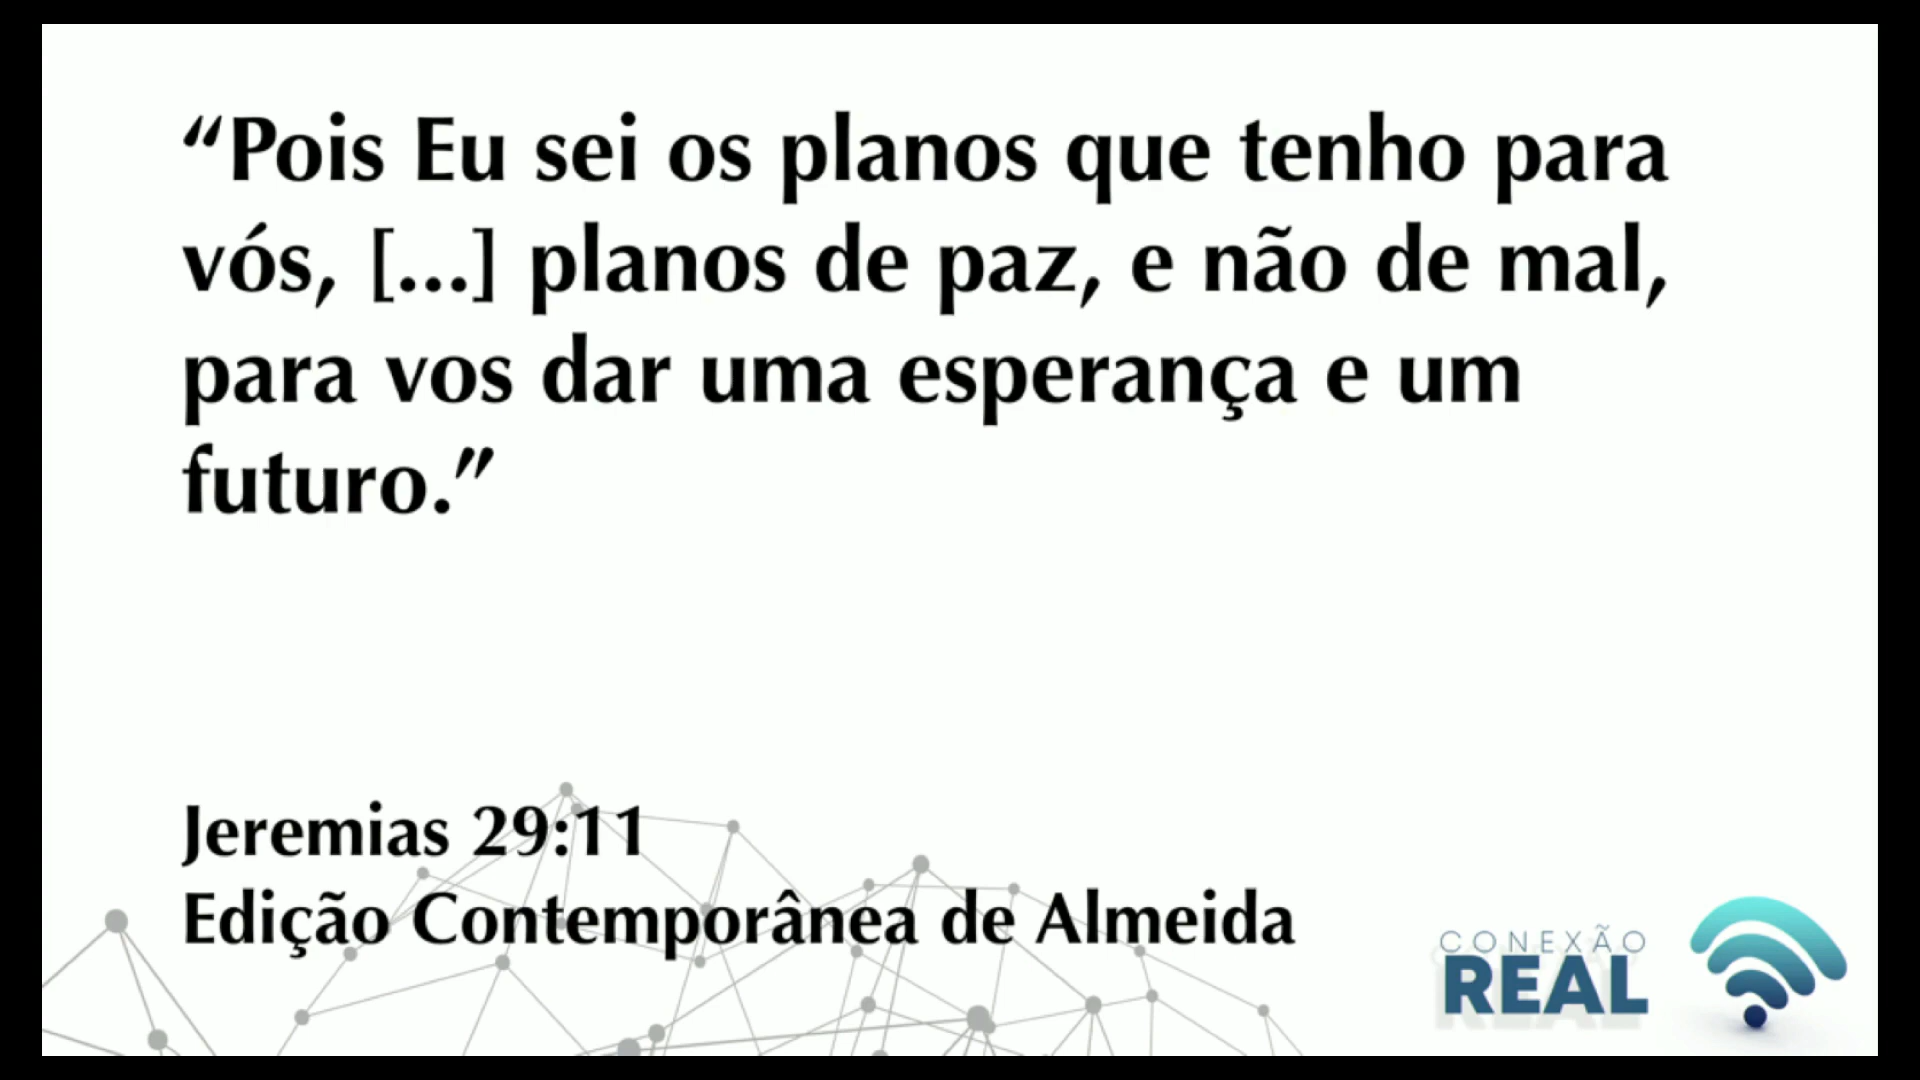 “Pois Eu sei os planos que tenho para
vós, [...] planos de paz, e não de mal,
para vos dar uma esperança e um
futuro.”
Jeremias 29:11
Edição Contemporânea de Almeida
CONEXÃO
REAL